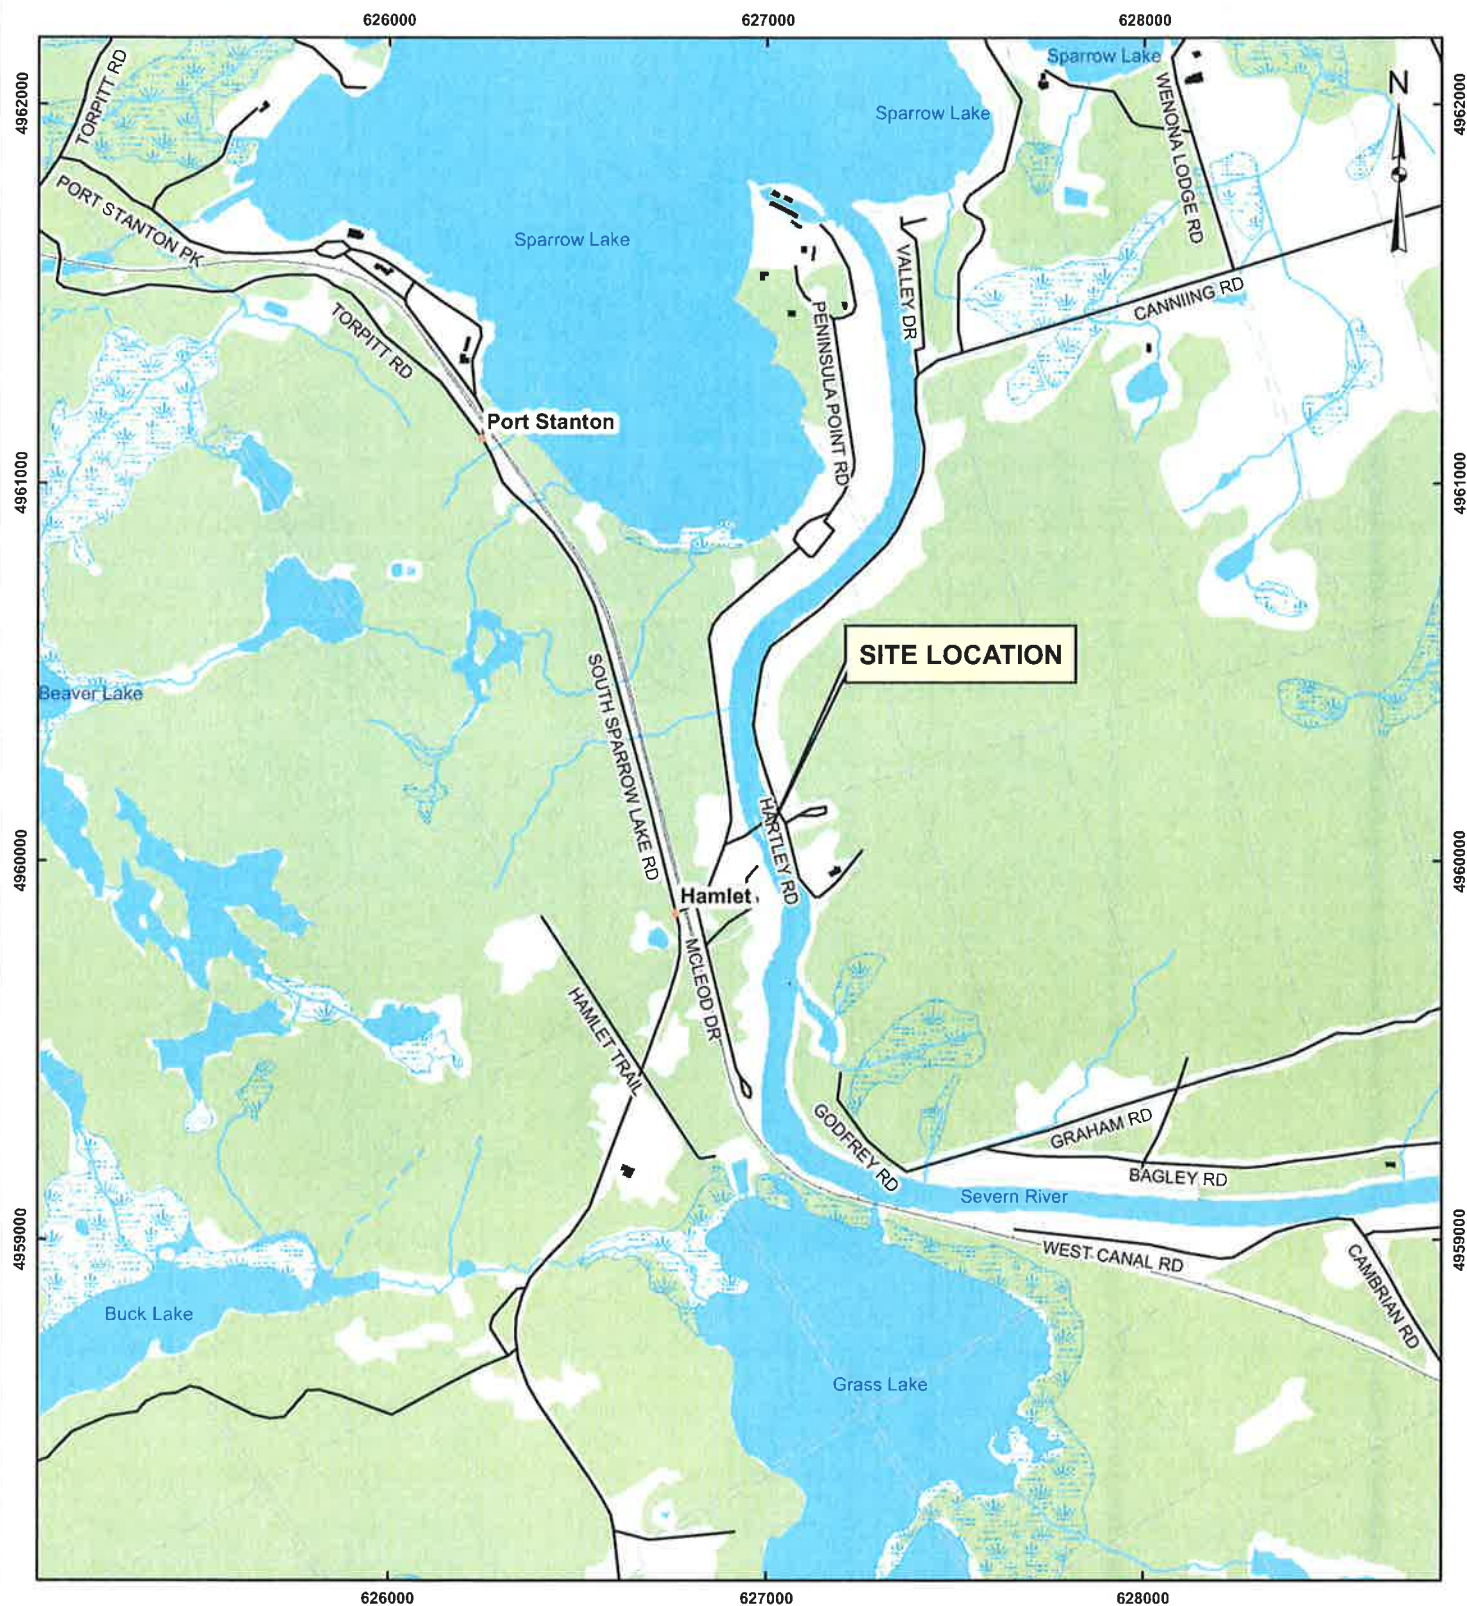 626000
627000
628000
4962000
4962000
TORPITT RD
Sparrow Lake
N
Sparrow Lake
WENONA LODGE RD
PORT STANTON PK
Sparrow Lake
VALLEY DR
CANNIING RD
TORPITT RD
PENINSULA POINT RD
Port Stanton
4961000
4961000
SITE LOCATION
Beaver Lake
SOUTH SPARROW LAKE RD
HARTLEY RD
4960000
4960000
Hamlet
MCLEOD DR
HAMLET TRAIL
GODFREY RD
GRAHAM RD
BAGLEY RD
Severn River
4959000
4959000
WEST CANAL RD
CAMBRIAN RD
Buck Lake
Grass Lake
626000
627000
628000